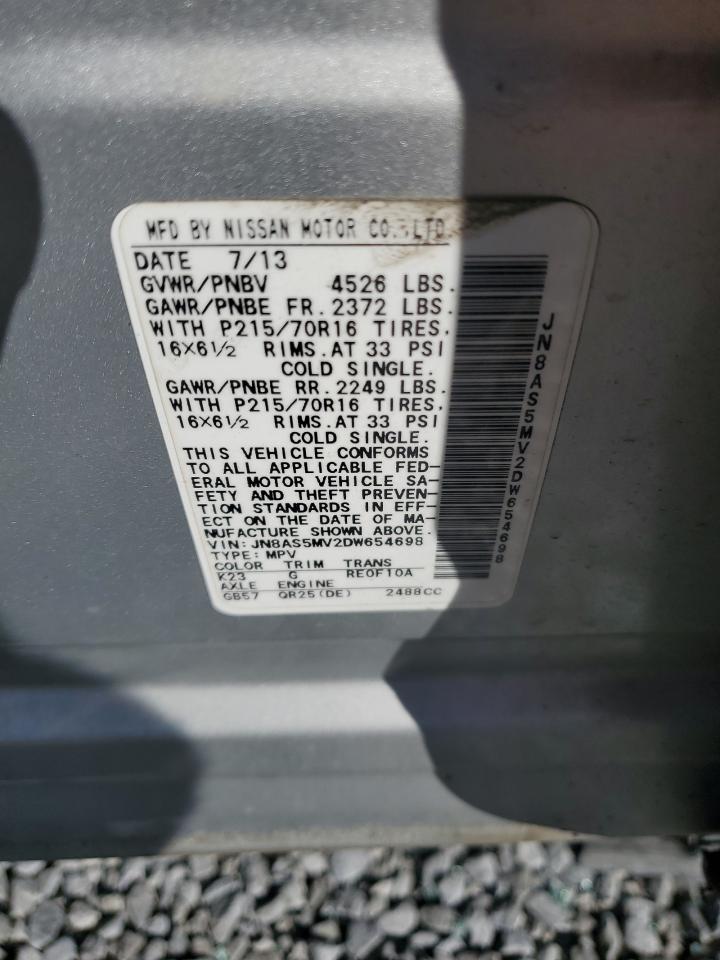 MFD BY NISSAN MOTOR CO.,LTD.
DATE 7/13
GVWR/PNBV 4526 LBS.
GAWR/PNBE FR. 2372 LBS.
WITH P215/70R16 TIRES,
16X6½ RIMS.AT 33 PSI
COLD SINGLE.
GAWR/PNBE RR. 2249 LBS.
WITH P215/70R16 TIRES,
16X6½ RIMS.AT 33 PSI
COLD SINGLE.
THIS VEHICLE CONFORMS
TO ALL APPLICABLE FED-
ERAL MOTOR VEHICLE SA-
FETY AND THEFT PREVEN-
TION STANDARDS IN EFF-
ECT ON THE DATE OF MA-
NUFACTURE SHOWN ABOVE.
VIN: JN8AS5MV2DW654698
TYPE: MPV
COLOR TRIM TRANS
K23 G RE0F10A
AXLE ENGINE
GB57 QR25(DE) 2488CC
JN8AS5MV2DW654698